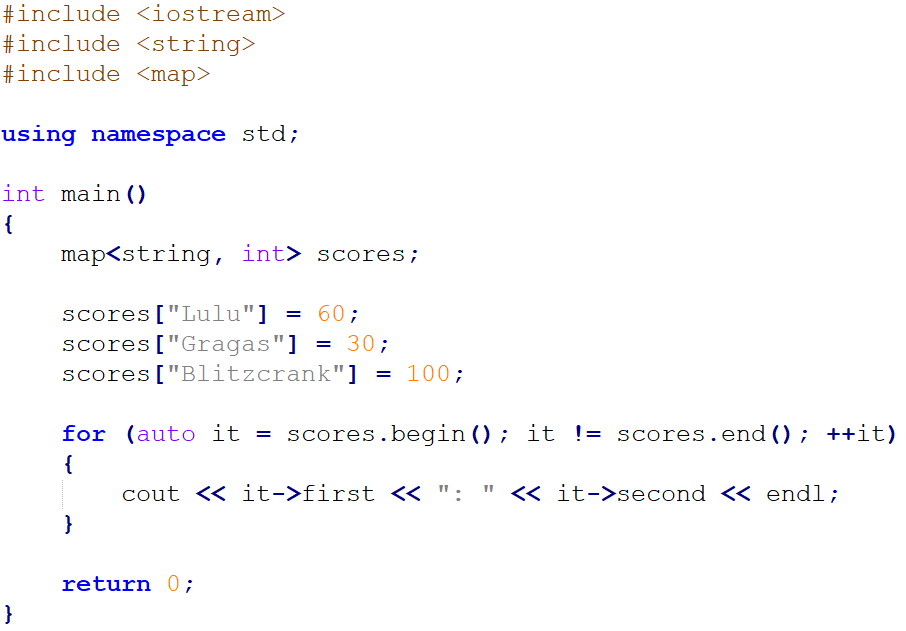 #include <iostream>
#include <string>
#include <map>

using namespace std;

int main()
{
    map<string, int> scores;

    scores["Lulu"] = 60;
    scores["Gragas"] = 30;
    scores["Blitzcrank"] = 100;

    for (auto it = scores.begin(); it != scores.end(); ++it)
    {
        cout << it->first << ": " << it->second << endl;
    }

    return 0;
}